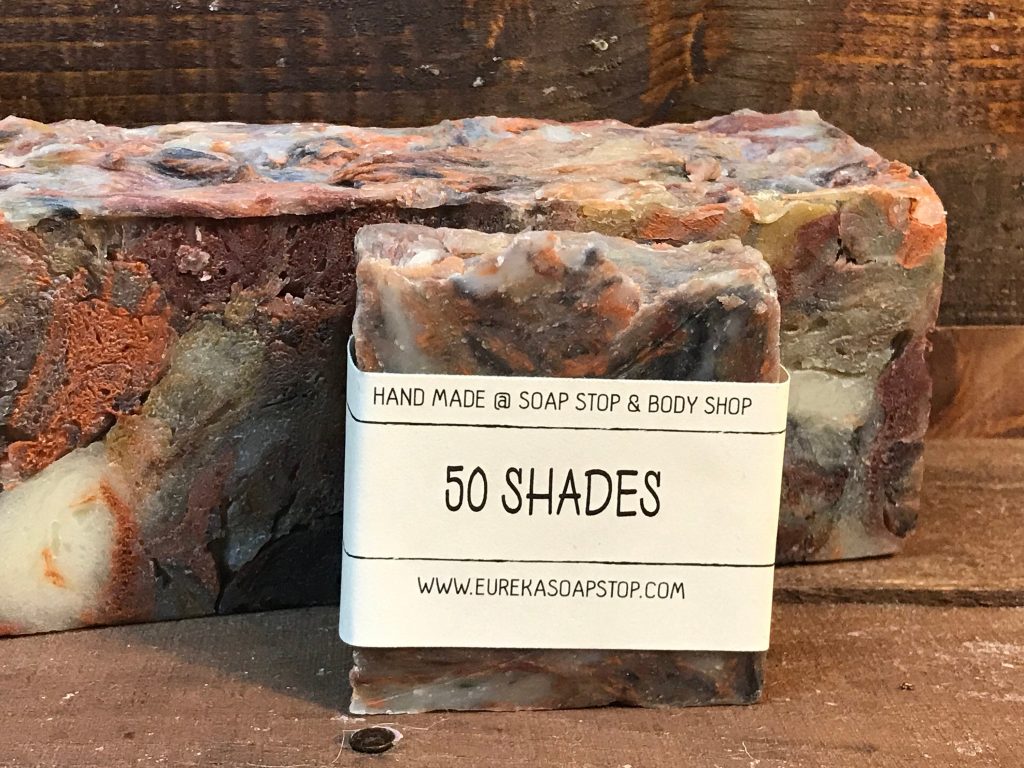 HAND MADE @ SOAP STOP & BODY SHOP
50 SHADES
WWW.EUREKASOAPSTOP.COM